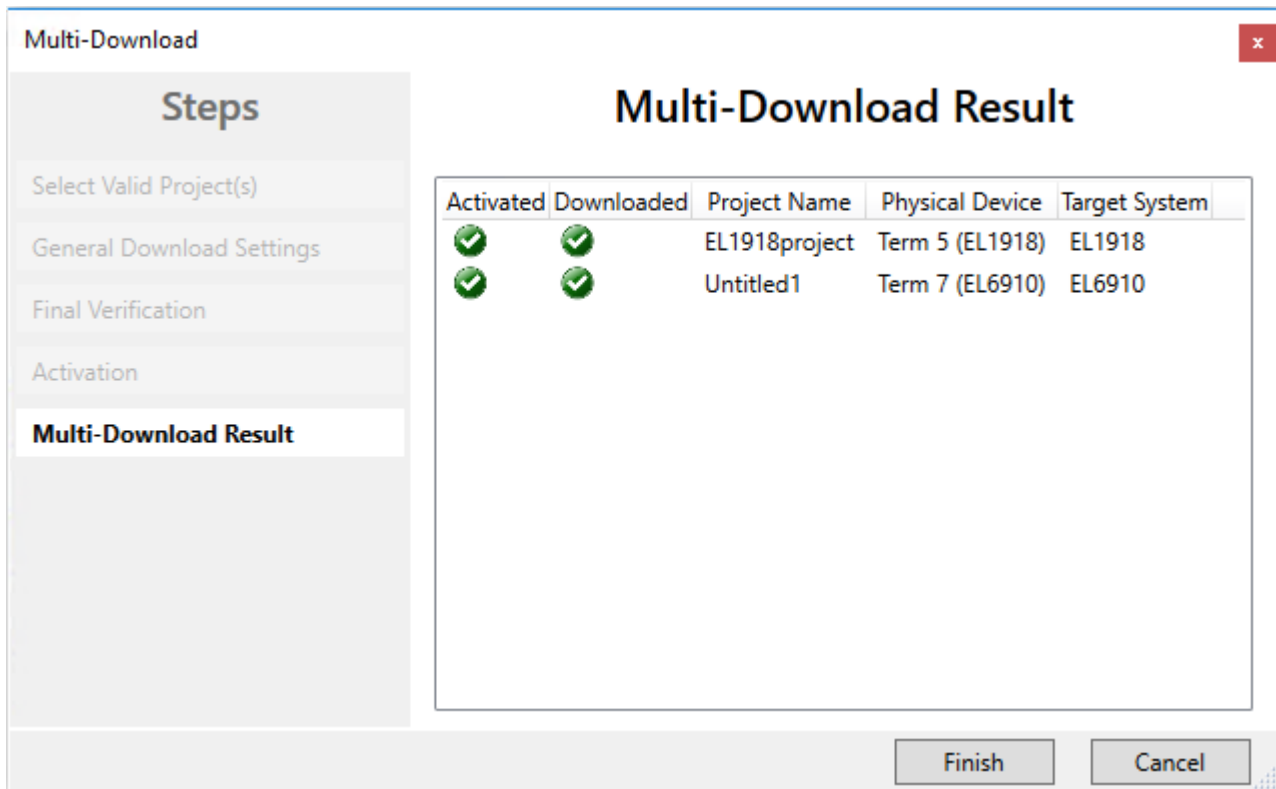 Multi-Download
x
Steps
Select Valid Project(s)
General Download Settings
Final Verification
Activation
Multi-Download Result
Multi-Download Result
Activated Downloaded Project Name Physical Device Target System
EL1918project Term 5 (EL1918) EL1918
Untitled1 Term 7 (EL6910) EL6910
Finish Cancel